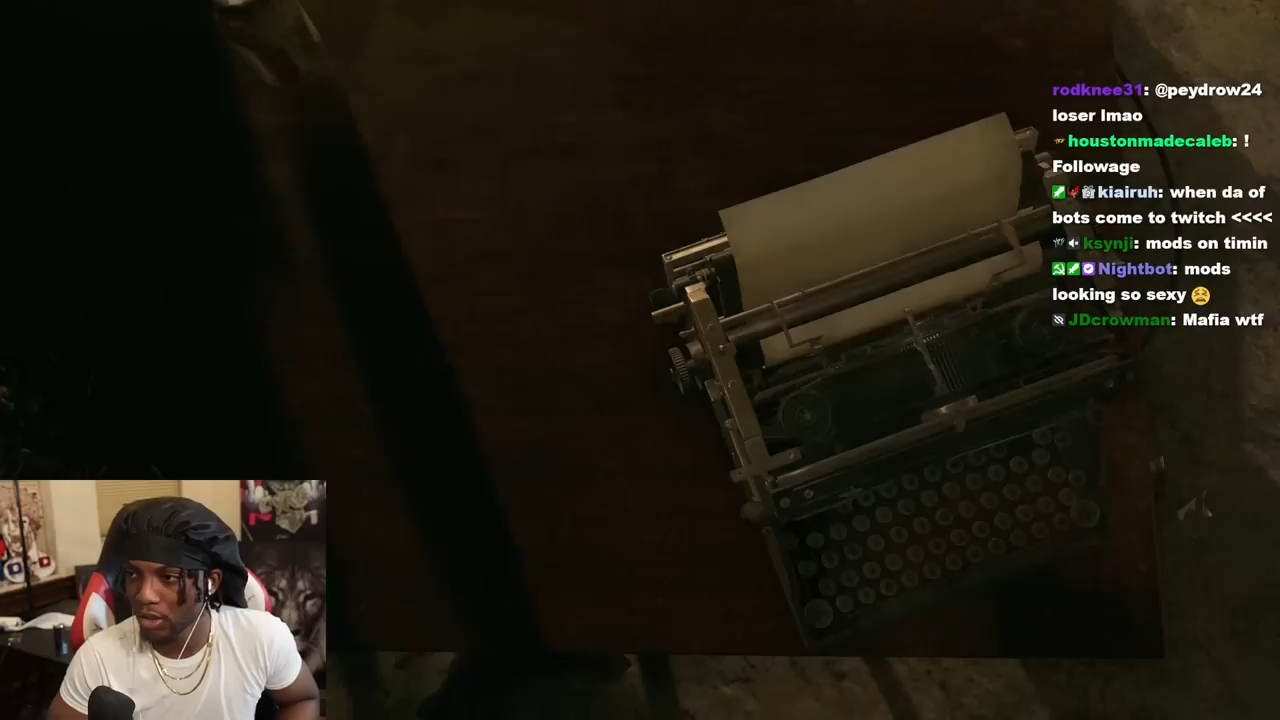 rodknee31: @peydrow24
loser lmao
houstonmadecaleb: !
Followage
kiairuh: when da of
bots come to twitch <<<<
ksynji: mods on timin
Nightbot: mods
looking so sexy 😫
JDcrowman: Mafia wtf